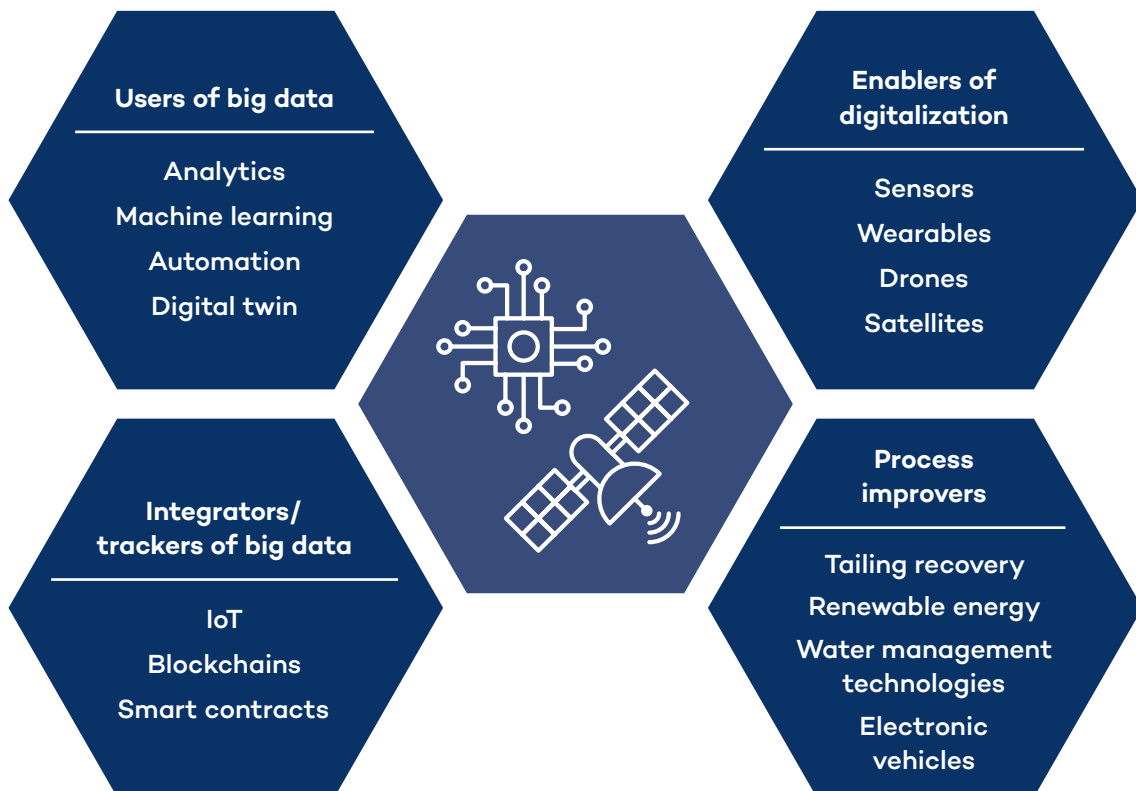 Users of big data
Analytics
Machine learning
Automation
Digital twin
Enablers of
digitalization
Sensors
Wearables
Drones
Satellites
Integrators/
trackers of big data
IoT
Blockchains
Smart contracts
Process
improvers
Tailing recovery
Renewable energy
Water management
technologies
Electronic
vehicles